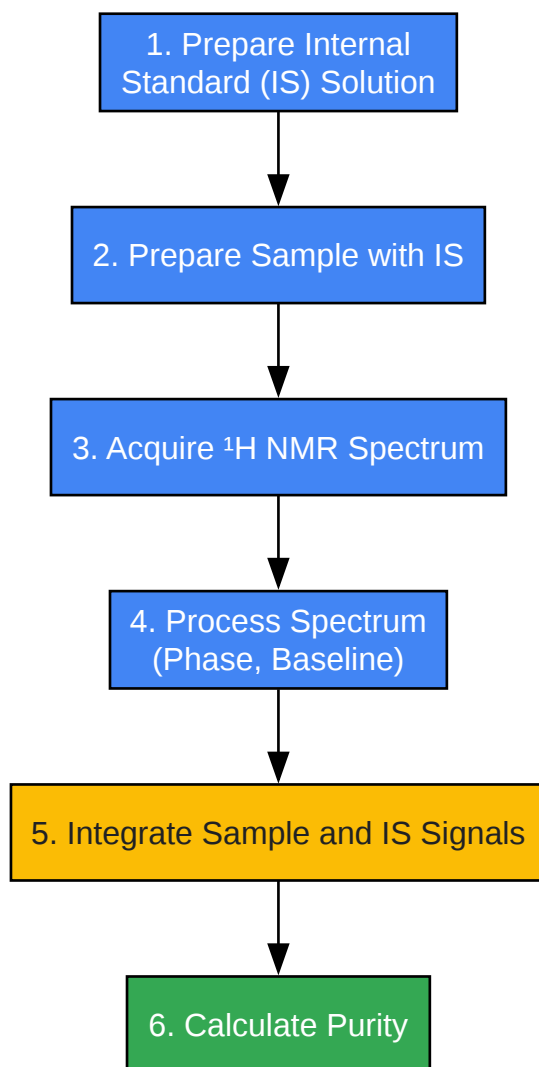 1. Prepare Internal
Standard (IS) Solution
2. Prepare Sample with IS
3. Acquire ¹H NMR Spectrum
4. Process Spectrum
(Phase, Baseline)
5. Integrate Sample and IS Signals
6. Calculate Purity